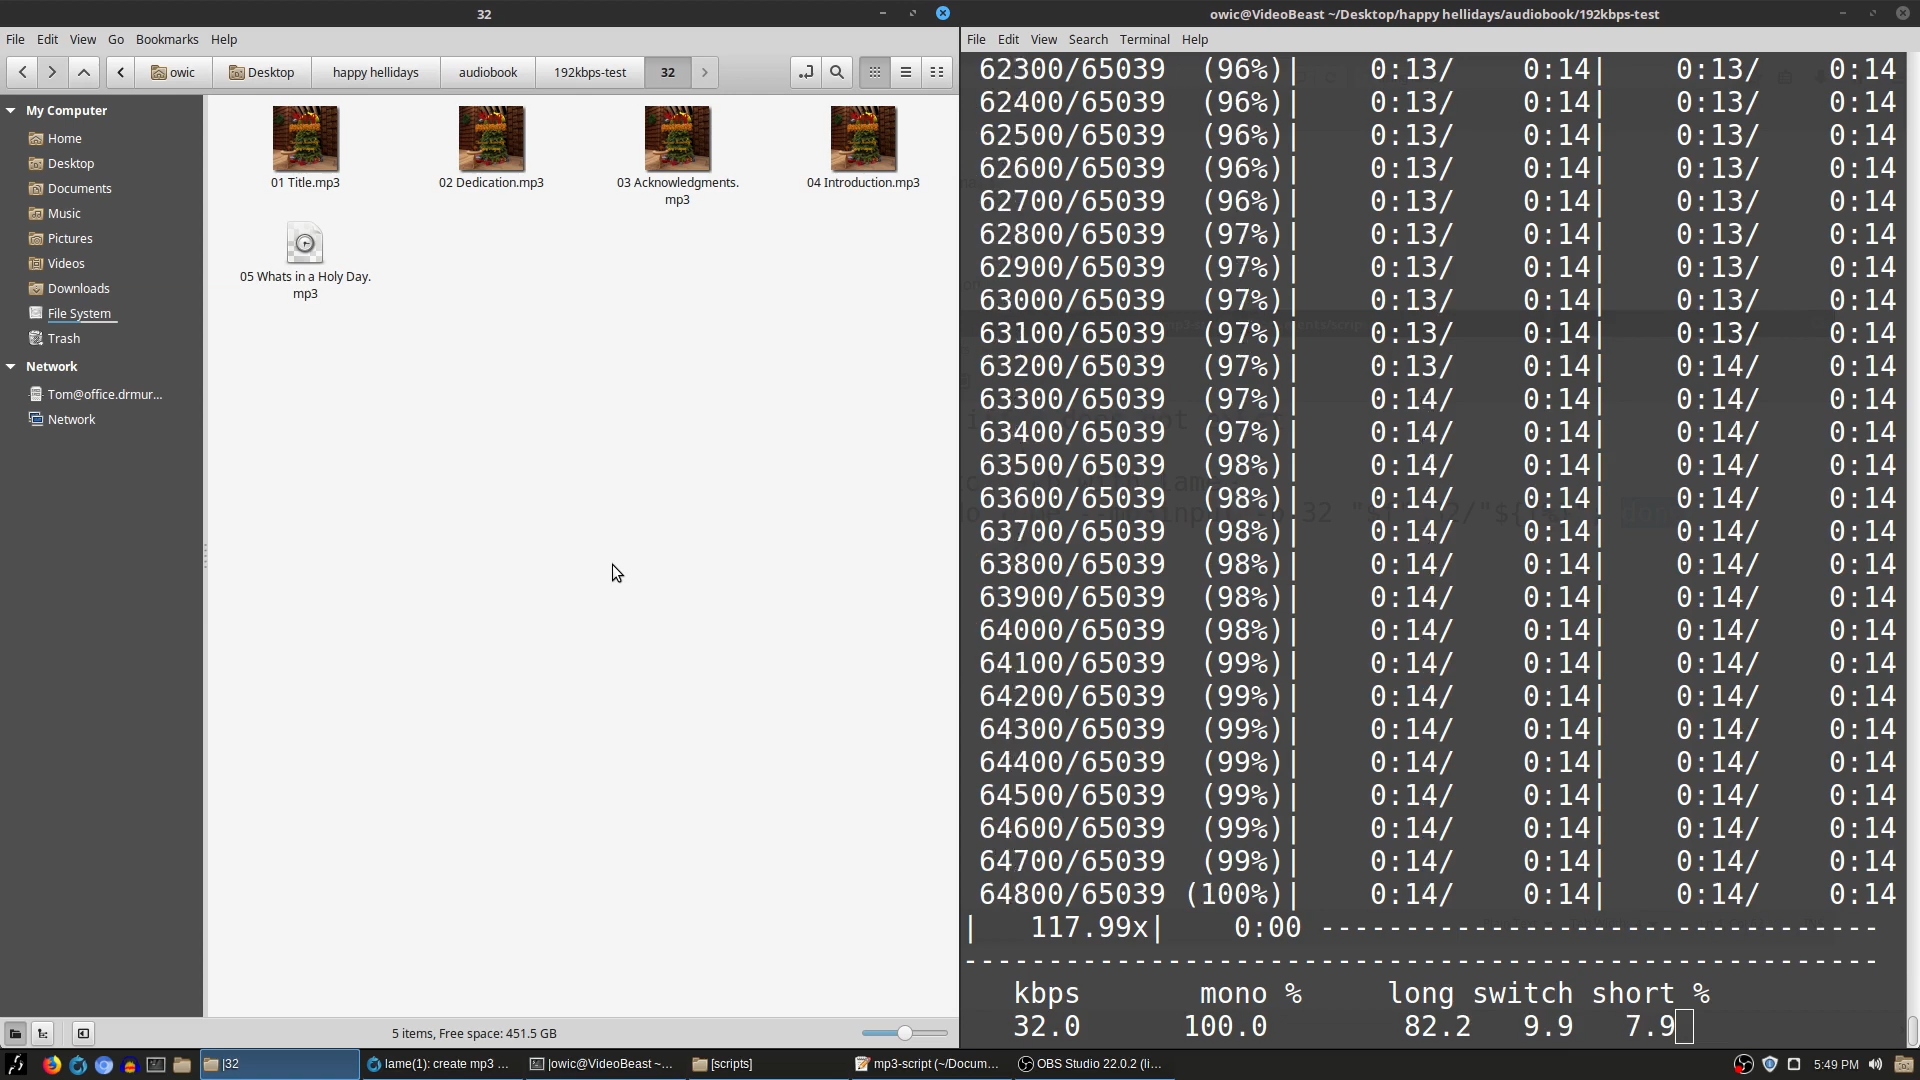 32
File Edit View Go Bookmarks Help
owic Desktop happy hellidays audiobook 192kbps-test 32
My Computer
Home
Desktop
Documents
Music
Pictures
Videos
Downloads
File System
Trash
Network
Tom@office.drmur...
Network
01 Title.mp3
02 Dedication.mp3
03 Acknowledgments.
mp3
04 Introduction.mp3
05 Whats in a Holy Day.
mp3
5 items, Free space: 451.5 GB
owic@VideoBeast ~/Desktop/happy hellidays/audiobook/192kbps-test
File Edit View Search Terminal Help
62300/65039 (96%)| 0:13/ 0:14| 0:13/ 0:14
62400/65039 (96%)| 0:13/ 0:14| 0:13/ 0:14
62500/65039 (96%)| 0:13/ 0:14| 0:13/ 0:14
62600/65039 (96%)| 0:13/ 0:14| 0:13/ 0:14
62700/65039 (96%)| 0:13/ 0:14| 0:13/ 0:14
62800/65039 (97%)| 0:13/ 0:14| 0:13/ 0:14
62900/65039 (97%)| 0:13/ 0:14| 0:13/ 0:14
63000/65039 (97%)| 0:13/ 0:14| 0:13/ 0:14
63100/65039 (97%)| 0:13/ 0:14| 0:13/ 0:14
63200/65039 (97%)| 0:13/ 0:14| 0:14/ 0:14
63300/65039 (97%)| 0:14/ 0:14| 0:14/ 0:14
63400/65039 (97%)| 0:14/ 0:14| 0:14/ 0:14
63500/65039 (98%)| 0:14/ 0:14| 0:14/ 0:14
63600/65039 (98%)| 0:14/ 0:14| 0:14/ 0:14
63700/65039 (98%)| 0:14/ 0:14| 0:14/ 0:14
63800/65039 (98%)| 0:14/ 0:14| 0:14/ 0:14
63900/65039 (98%)| 0:14/ 0:14| 0:14/ 0:14
64000/65039 (98%)| 0:14/ 0:14| 0:14/ 0:14
64100/65039 (99%)| 0:14/ 0:14| 0:14/ 0:14
64200/65039 (99%)| 0:14/ 0:14| 0:14/ 0:14
64300/65039 (99%)| 0:14/ 0:14| 0:14/ 0:14
64400/65039 (99%)| 0:14/ 0:14| 0:14/ 0:14
64500/65039 (99%)| 0:14/ 0:14| 0:14/ 0:14
64600/65039 (99%)| 0:14/ 0:14| 0:14/ 0:14
64700/65039 (99%)| 0:14/ 0:14| 0:14/ 0:14
64800/65039 (100%)| 0:14/ 0:14| 0:14/ 0:14
| 117.99x| 0:00 ---------------------------------
------------------------------------------------------
kbps mono % long switch short %
32.0 100.0 82.2 9.9 7.9
|32 lame(1): create mp3 ... |owic@VideoBeast ~... [scripts] mp3-script (~/Docum... OBS Studio 22.0.2 (li... 5:49 PM